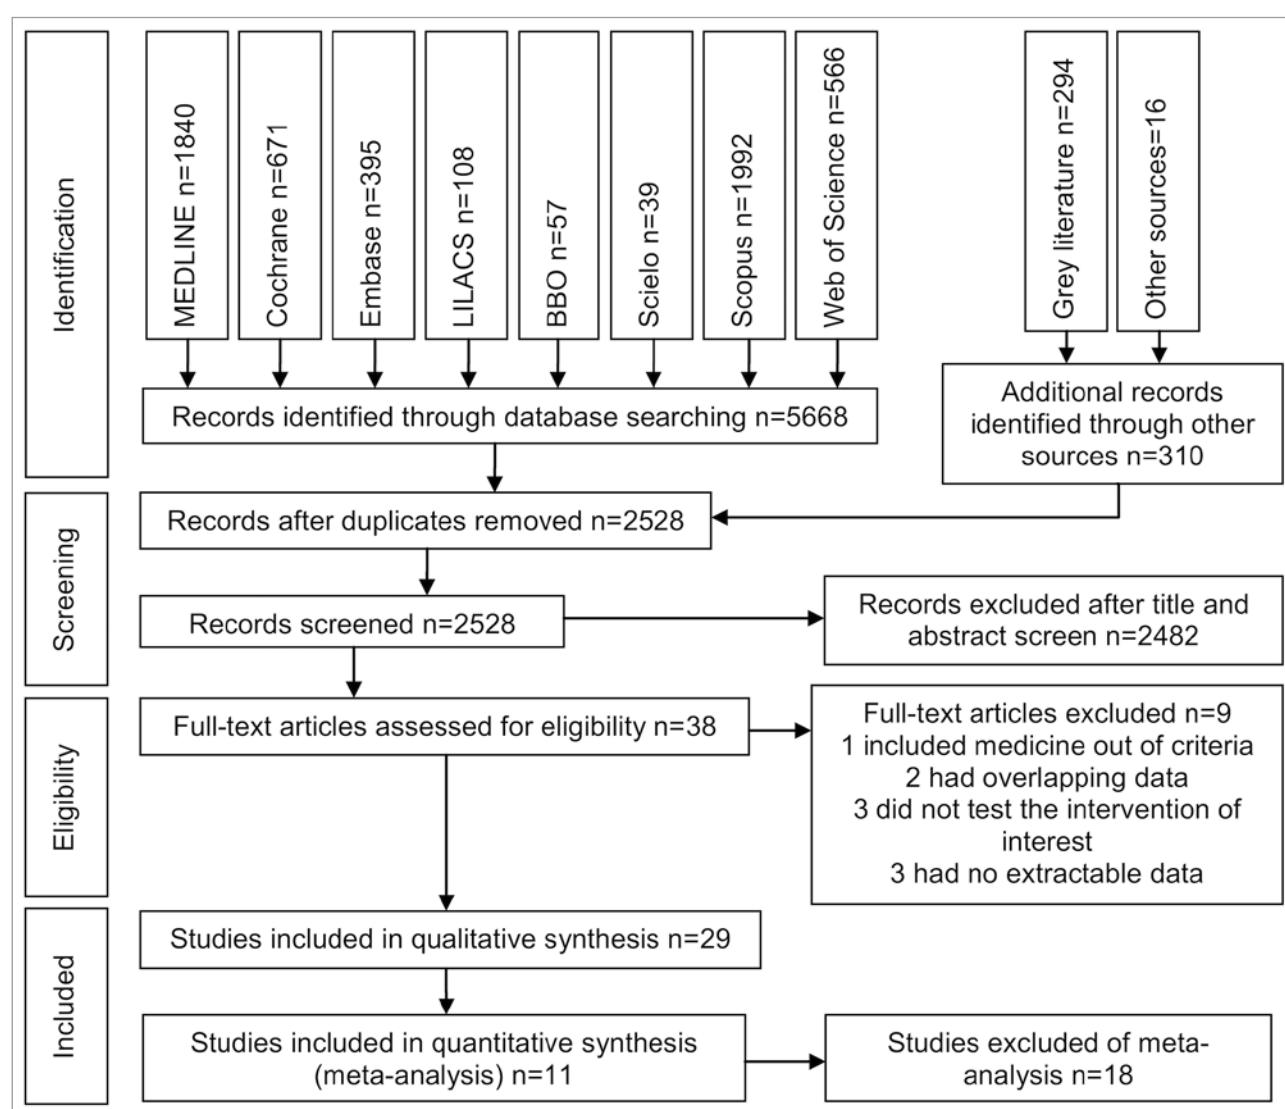 Identification
MEDLINE n=1840
Cochrane n=671
Embase n=395
LILACS n=108
BBO n=57
Scielo n=39
Scopus n=1992
Web of Science n=566
Grey literature n=294
Other sources=16
Records identified through database searching n=5668
Additional records
identified through other
sources n=310
Screening
Records after duplicates removed n=2528
Records screened n=2528
Records excluded after title and
abstract screen n=2482
Eligibility
Full-text articles assessed for eligibility n=38
Full-text articles excluded n=9
1 included medicine out of criteria
2 had overlapping data
3 did not test the intervention of
interest
3 had no extractable data
Included
Studies included in qualitative synthesis n=29
Studies included in quantitative synthesis
(meta-analysis) n=11
Studies excluded of meta-
analysis n=18